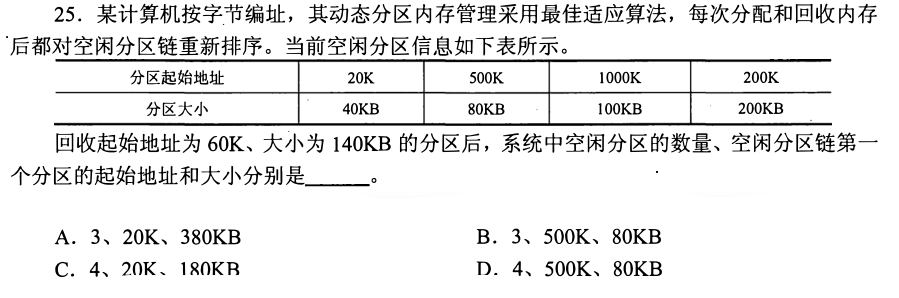 25．某计算机按字节编址，其动态分区内存管理采用最佳适应算法，每次分配和回收内存
后都对空闲分区链重新排序。当前空闲分区信息如下表所示。
分区起始地址 20K 500K 1000K 200K
分区大小 40KB 80KB 100KB 200KB
回收起始地址为 60K、大小为 140KB 的分区后，系统中空闲分区的数量、空闲分区链第一
个分区的起始地址和大小分别是______。
A．3、20K、380KB B．3、500K、80KB
C．4、20K、180KB D．4、500K、80KB